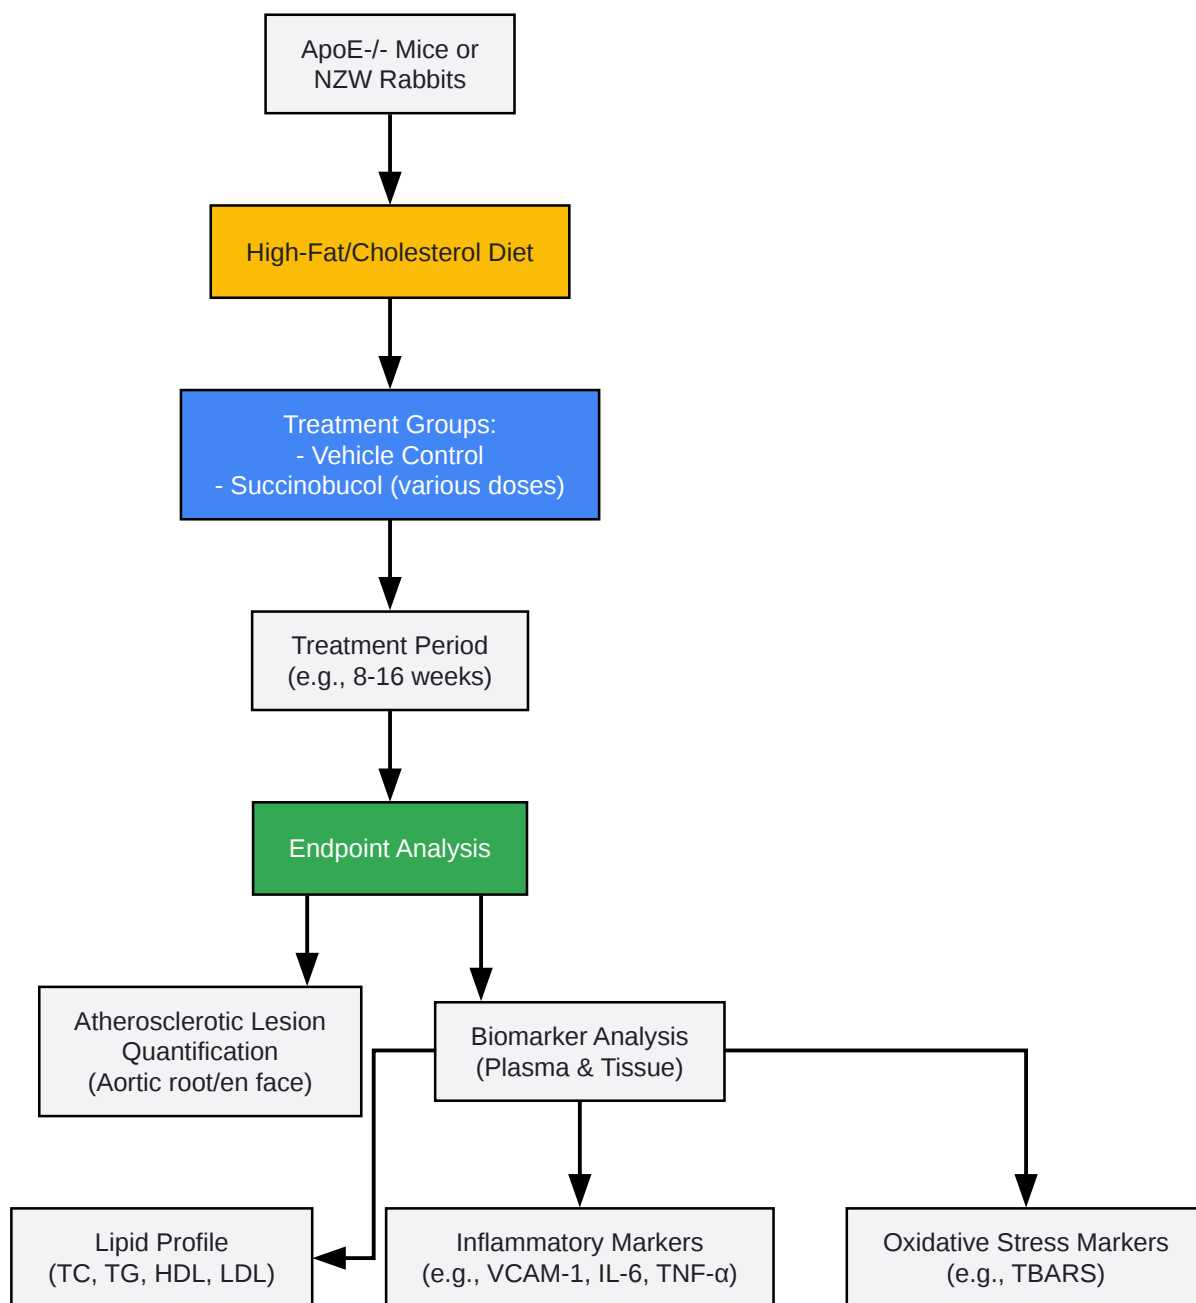 ApoE-/- Mice or
NZW Rabbits
High-Fat/Cholesterol Diet
Treatment Groups:
- Vehicle Control
- Succinobucol (various doses)
Treatment Period
(e.g., 8-16 weeks)
Endpoint Analysis
Atherosclerotic Lesion
Quantification
(Aortic root/en face)
Biomarker Analysis
(Plasma & Tissue)
Lipid Profile
(TC, TG, HDL, LDL)
Inflammatory Markers
(e.g., VCAM-1, IL-6, TNF-α)
Oxidative Stress Markers
(e.g., TBARS)